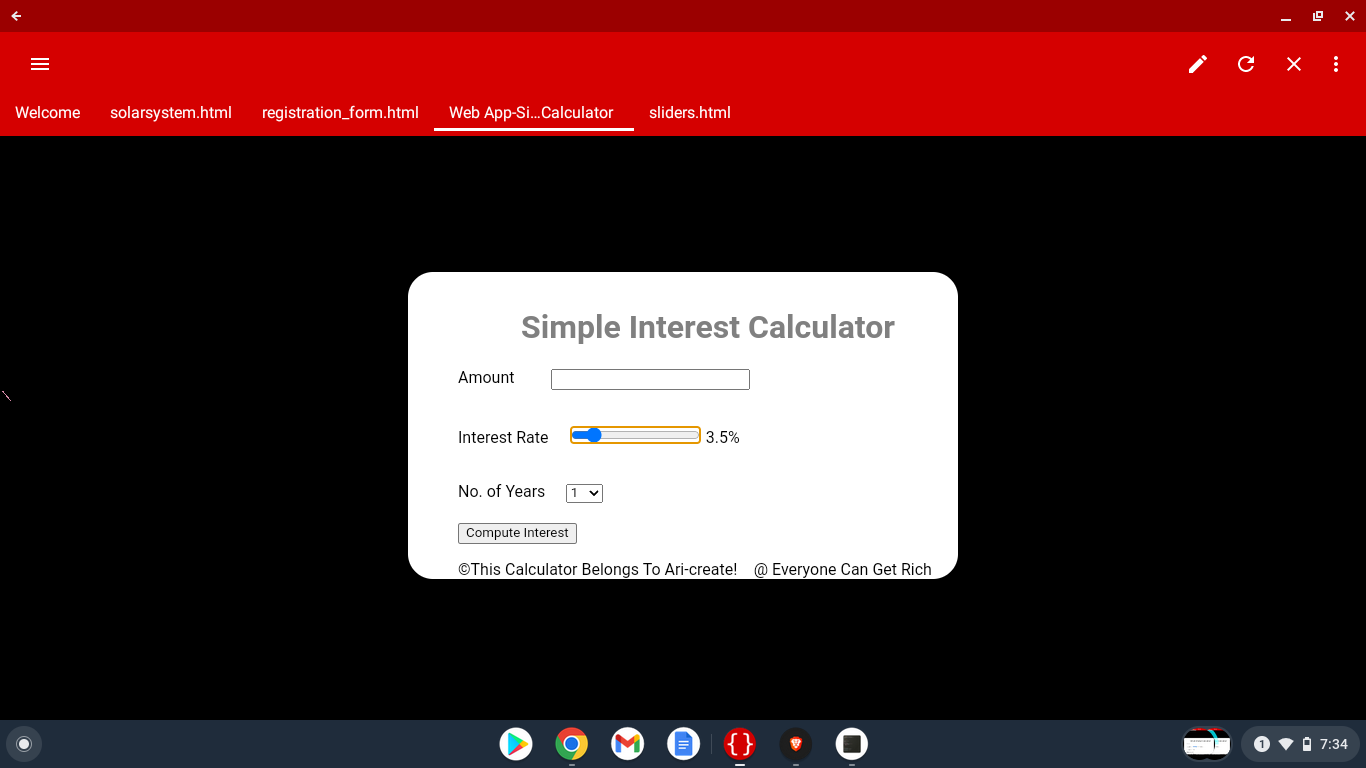 Welcome
solarsystem.html
registration_form.html
Web App-Si...Calculator
sliders.html
Simple Interest Calculator
Amount
Interest Rate 3.5%
No. of Years 1
Compute Interest
©This Calculator Belongs To Ari-create! @ Everyone Can Get Rich
1 7:34